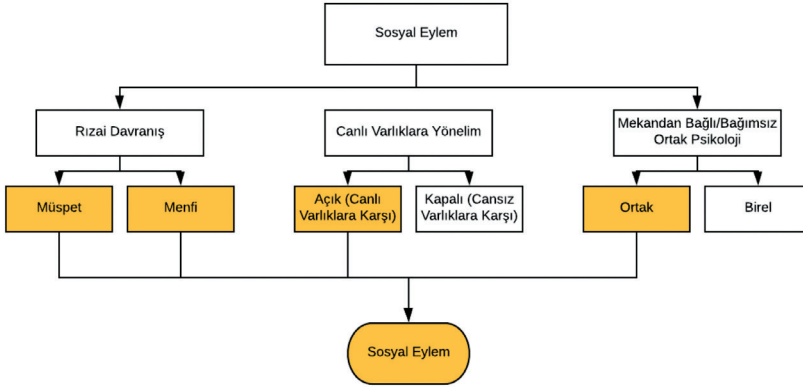 Sosyal Eylem
Rızai Davranış
Canlı Varlıklara Yönelim
Mekandan Bağlı/Bağımsız
Ortak Psikoloji
Müspet
Menfi
Açık (Canlı
Varlıklara Karşı)
Kapalı (Cansız
Varlıklara Karşı)
Ortak
Birel
Sosyal Eylem